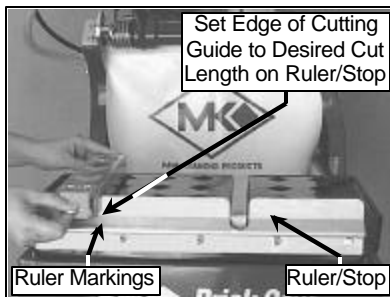 Set Edge of Cutting
Guide to Desired Cut
Length on Ruler/Stop
MK
Ruler Markings
Ruler/Stop